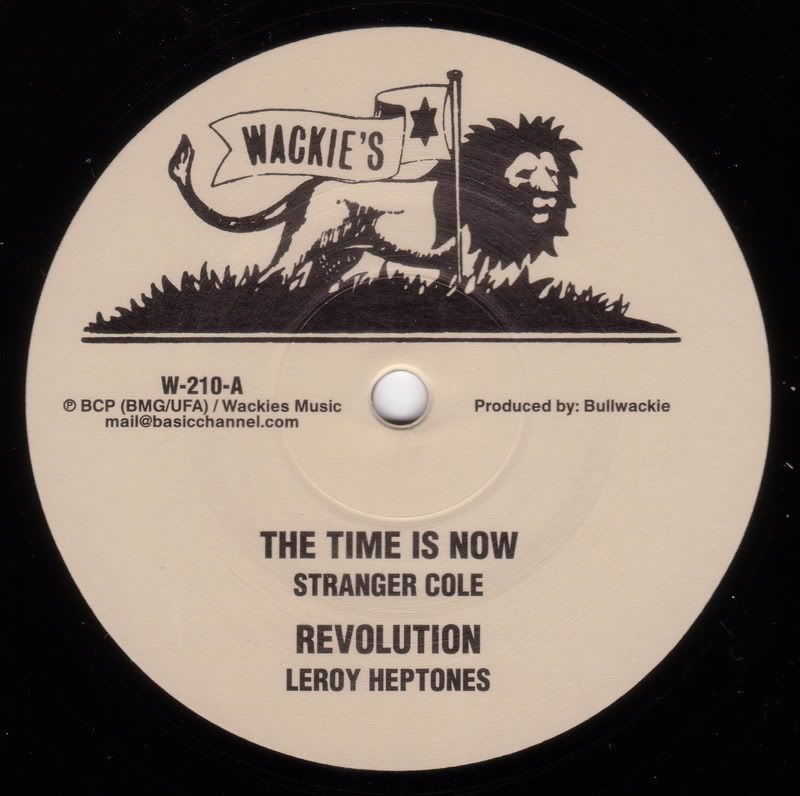 WACKIE'S
W-210-A
℗ BCP (BMG/UFA) / Wackies Music
mail@basicchannel.com
Produced by: Bullwackie
THE TIME IS NOW
STRANGER COLE
REVOLUTION
LEROY HEPTONES